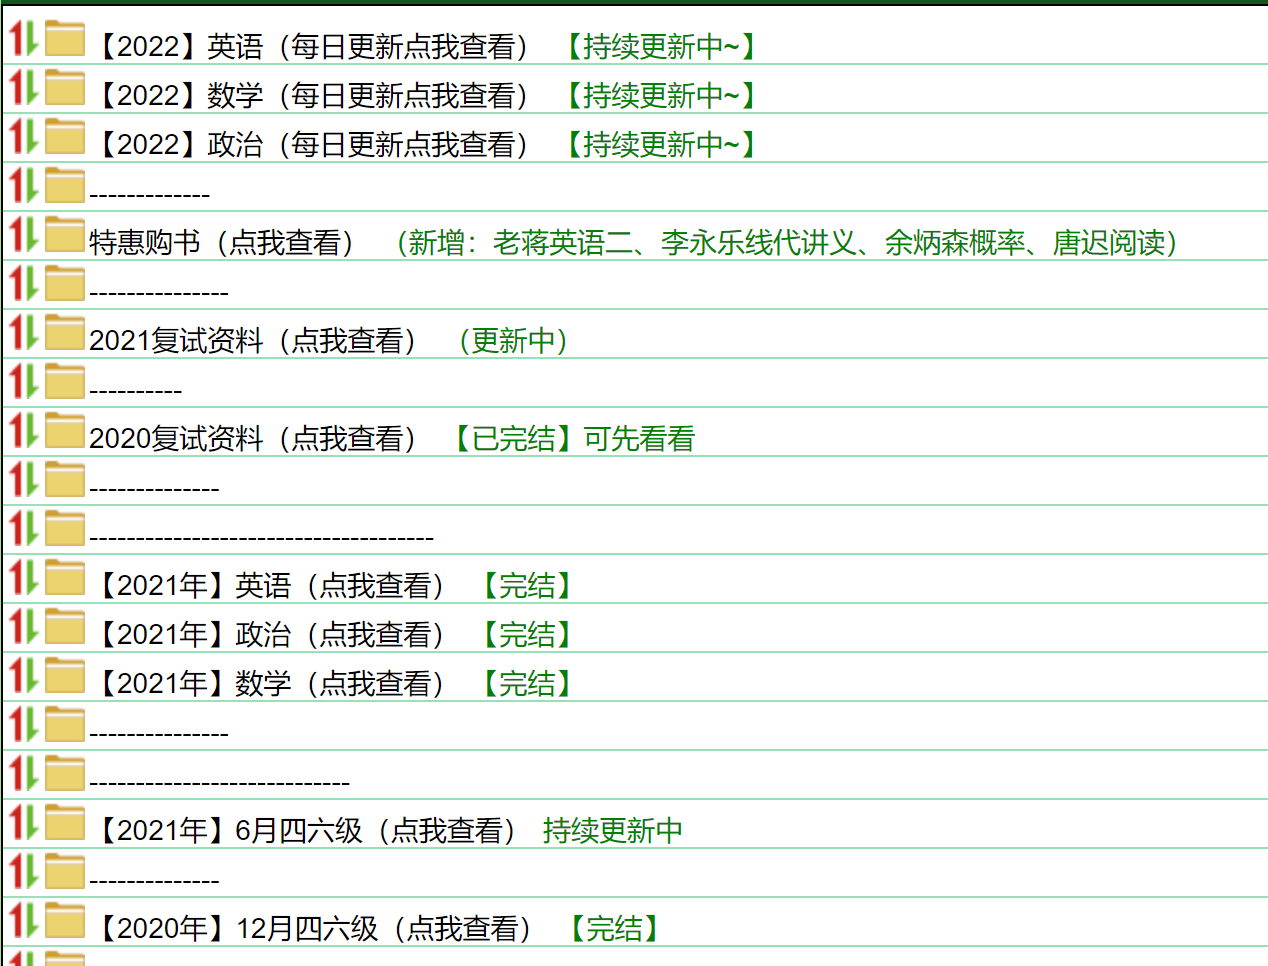 【2022】英语（每日更新点我查看） 【持续更新中~】
【2022】数学（每日更新点我查看） 【持续更新中~】
【2022】政治（每日更新点我查看） 【持续更新中~】
-------------
特惠购书（点我查看） （新增：老蒋英语二、李永乐线代讲义、余炳森概率、唐迟阅读）
---------------
2021复试资料（点我查看） （更新中）
----------
2020复试资料（点我查看） 【已完结】可先看看
--------------
-------------------------------------
【2021年】英语（点我查看） 【完结】
【2021年】政治（点我查看） 【完结】
【2021年】数学（点我查看） 【完结】
---------------
----------------------------
【2021年】6月四六级（点我查看） 持续更新中
--------------
【2020年】12月四六级（点我查看） 【完结】